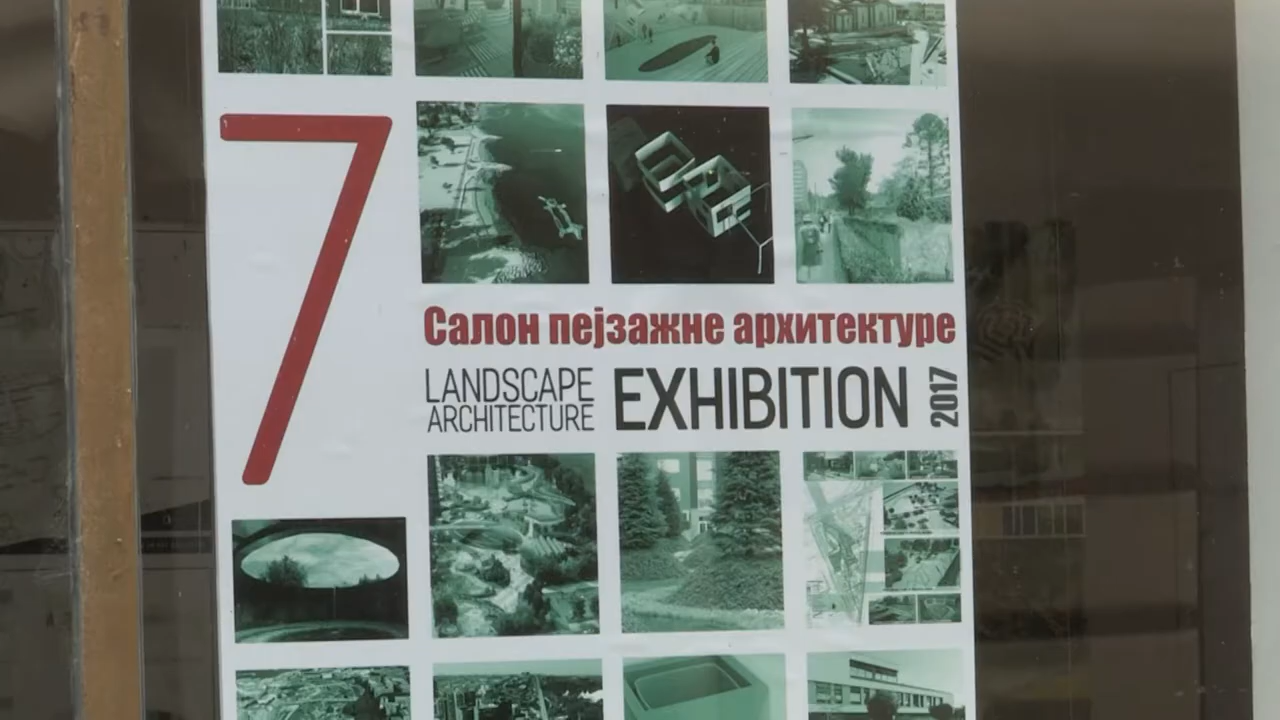 7
Салон пејзажне архитектуре
LANDSCAPE
ARCHITECTURE
EXHIBITION
2017